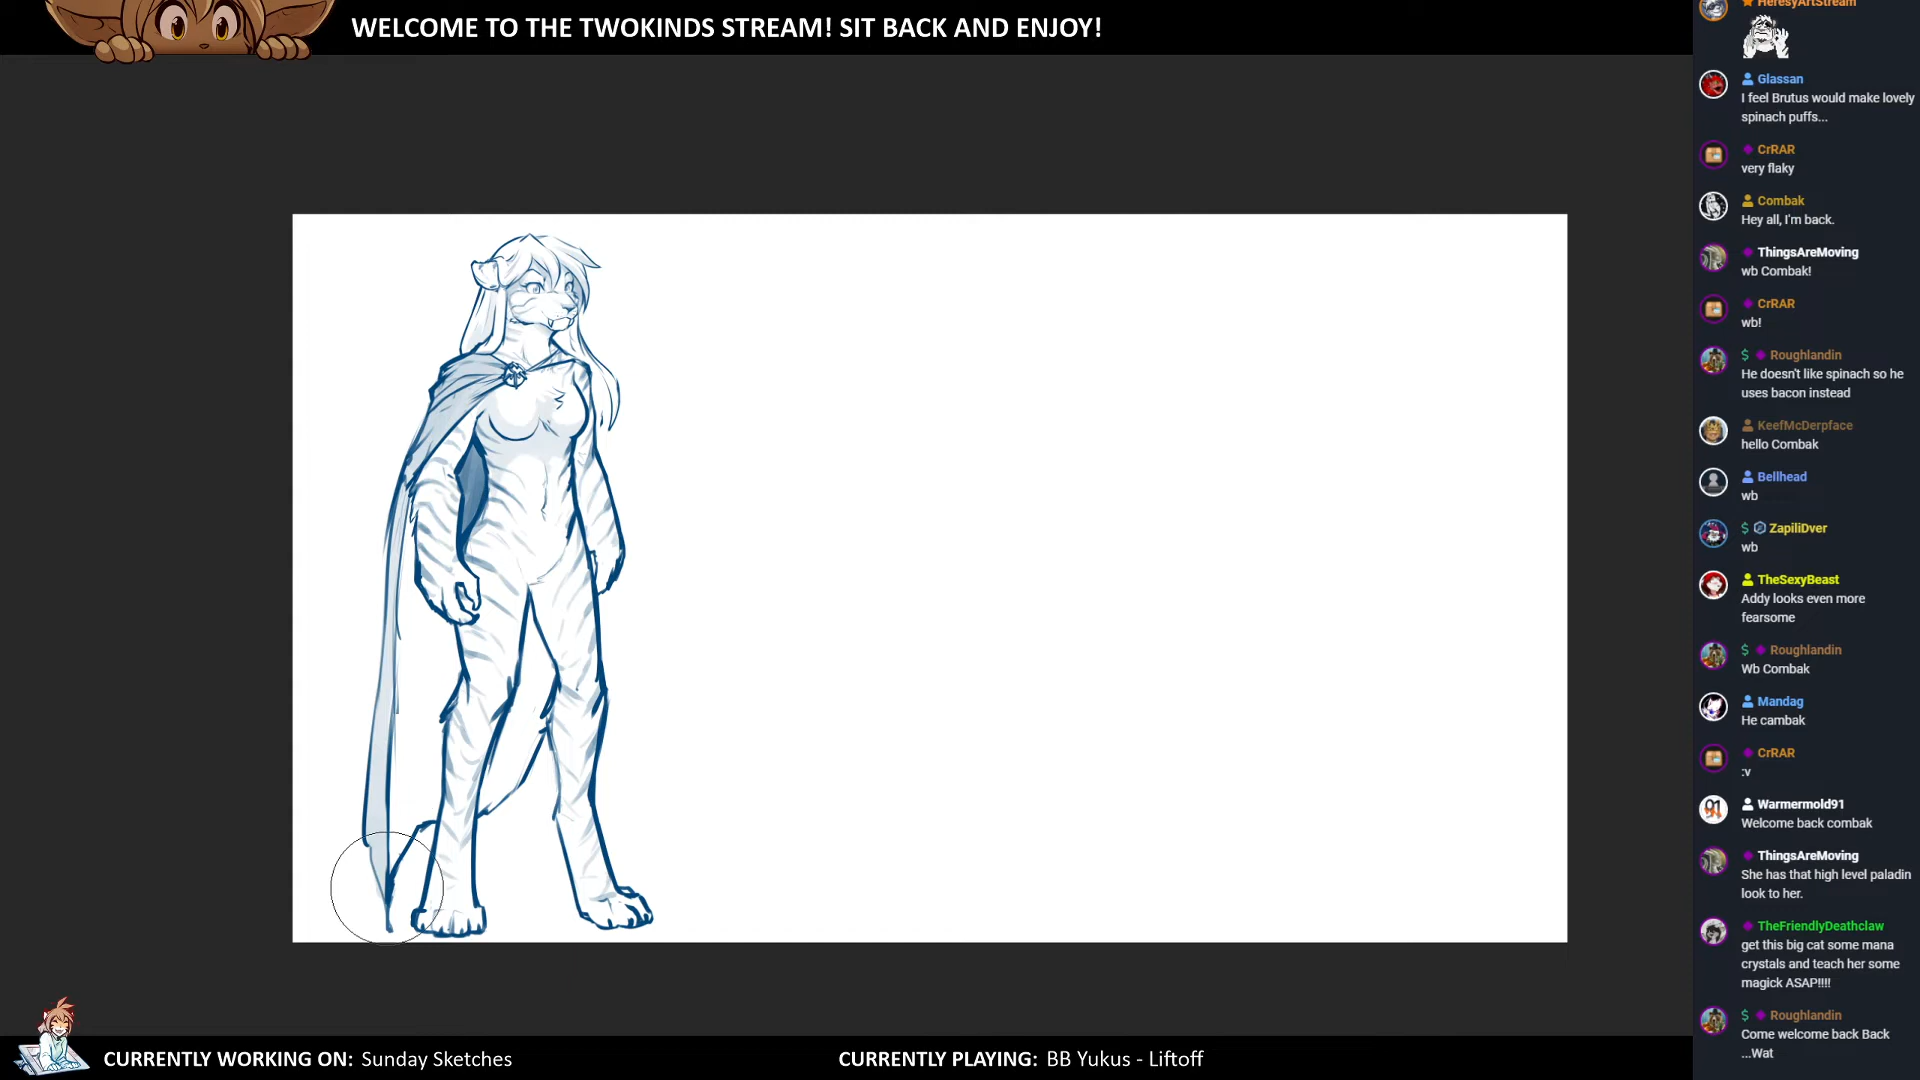 WELCOME TO THE TWOKINDS STREAM! SIT BACK AND ENJOY!
HeresyArtStream
Glassan
I feel Brutus would make lovely
spinach puffs...
CrRAR
very flaky
Combak
Hey all, I'm back.
ThingsAreMoving
wb Combak!
CrRAR
wb!
$ Roughlandin
He doesn't like spinach so he
uses bacon instead
KeefMcDerpface
hello Combak
Bellhead
wb
$ ZapiliDver
wb
TheSexyBeast
Addy looks even more
fearsome
$ Roughlandin
Wb Combak
Mandag
He cambak
CrRAR
:v
91
Warmermold91
Welcome back combak
ThingsAreMoving
She has that high level paladin
look to her.
TheFriendlyDeathclaw
get this big cat some mana
crystals and teach her some
magick ASAP!!!!
$ Roughlandin
Come welcome back Back
...Wat
CURRENTLY WORKING ON: Sunday Sketches
CURRENTLY PLAYING: BB Yukus - Liftoff